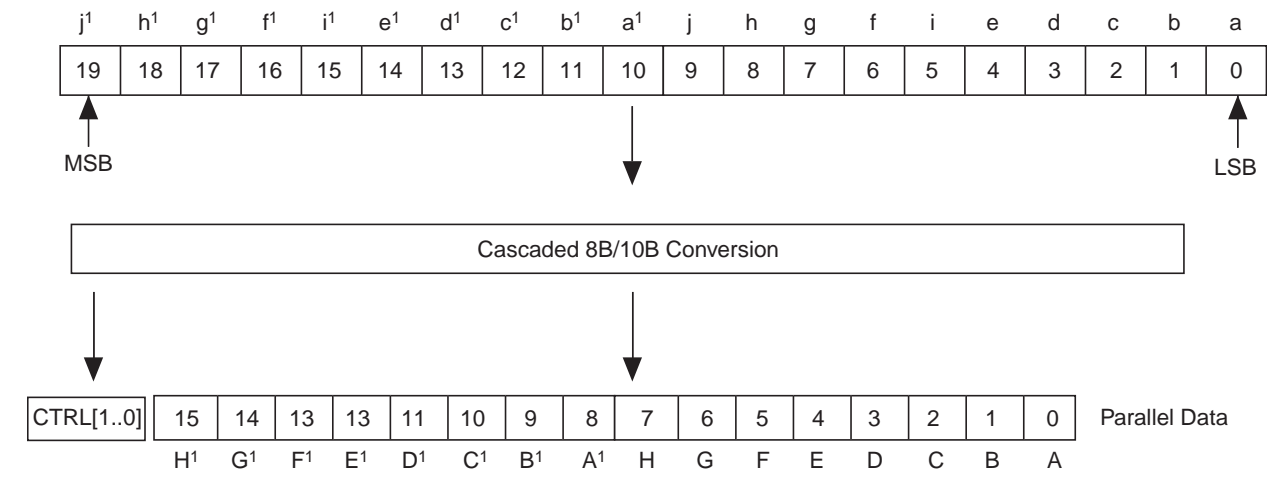 j¹ h¹ g¹ f¹ i¹ e¹ d¹ c¹ b¹ a¹ j h g f i e d c b a
19 18 17 16 15 14 13 12 11 10 9 8 7 6 5 4 3 2 1 0
MSB LSB
Cascaded 8B/10B Conversion
CTRL[1..0] 15 14 13 13 11 10 9 8 7 6 5 4 3 2 1 0 Parallel Data
H¹ G¹ F¹ E¹ D¹ C¹ B¹ A¹ H G F E D C B A